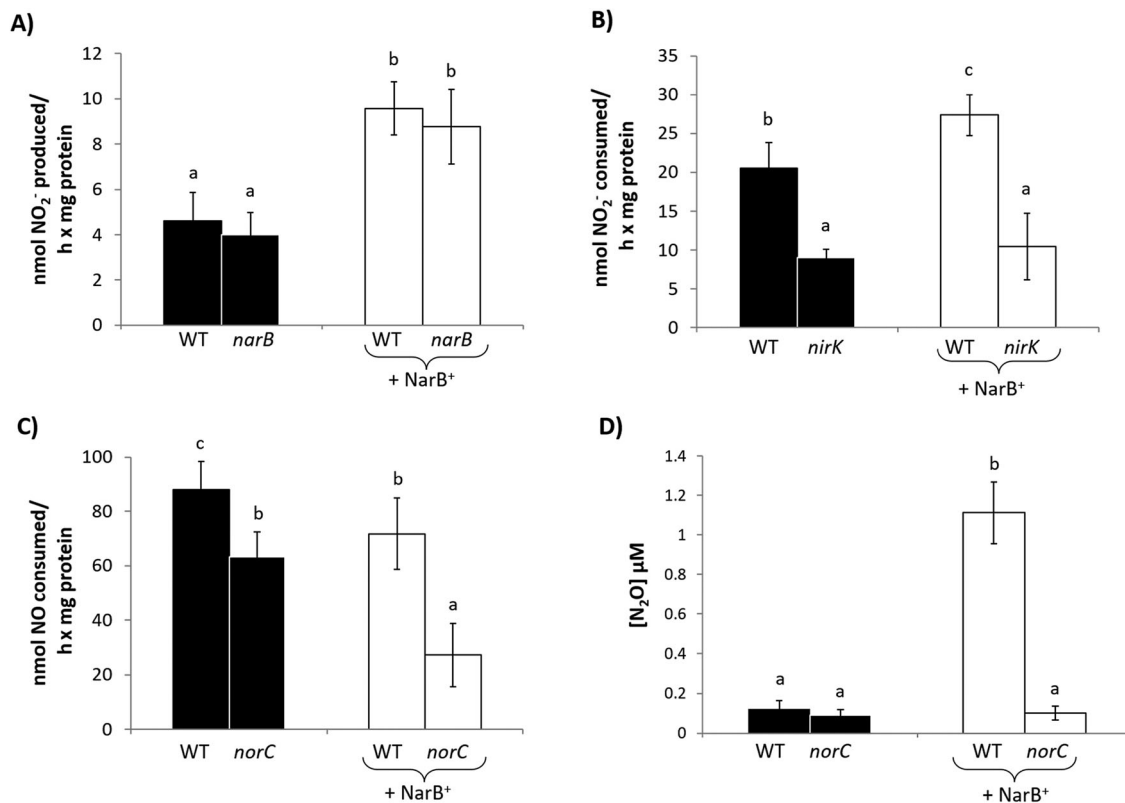 A)
nmol NO₂⁻ produced/
h x mg protein
12
10
8
6
4
2
0
a
a
b
b
WT
narB
WT
narB
+ NarB⁺
B)
nmol NO₂⁻ consumed/
h x mg protein
35
30
25
20
15
10
5
0
b
a
c
a
WT
nirK
WT
nirK
+ NarB⁺
C)
nmol NO consumed/
h x mg protein
100
80
60
40
20
0
c
b
b
a
WT
norC
WT
norC
+ NarB⁺
D)
[N₂O] µM
1.4
1.2
1
0.8
0.6
0.4
0.2
0
a
a
b
a
WT
norC
WT
norC
+ NarB⁺